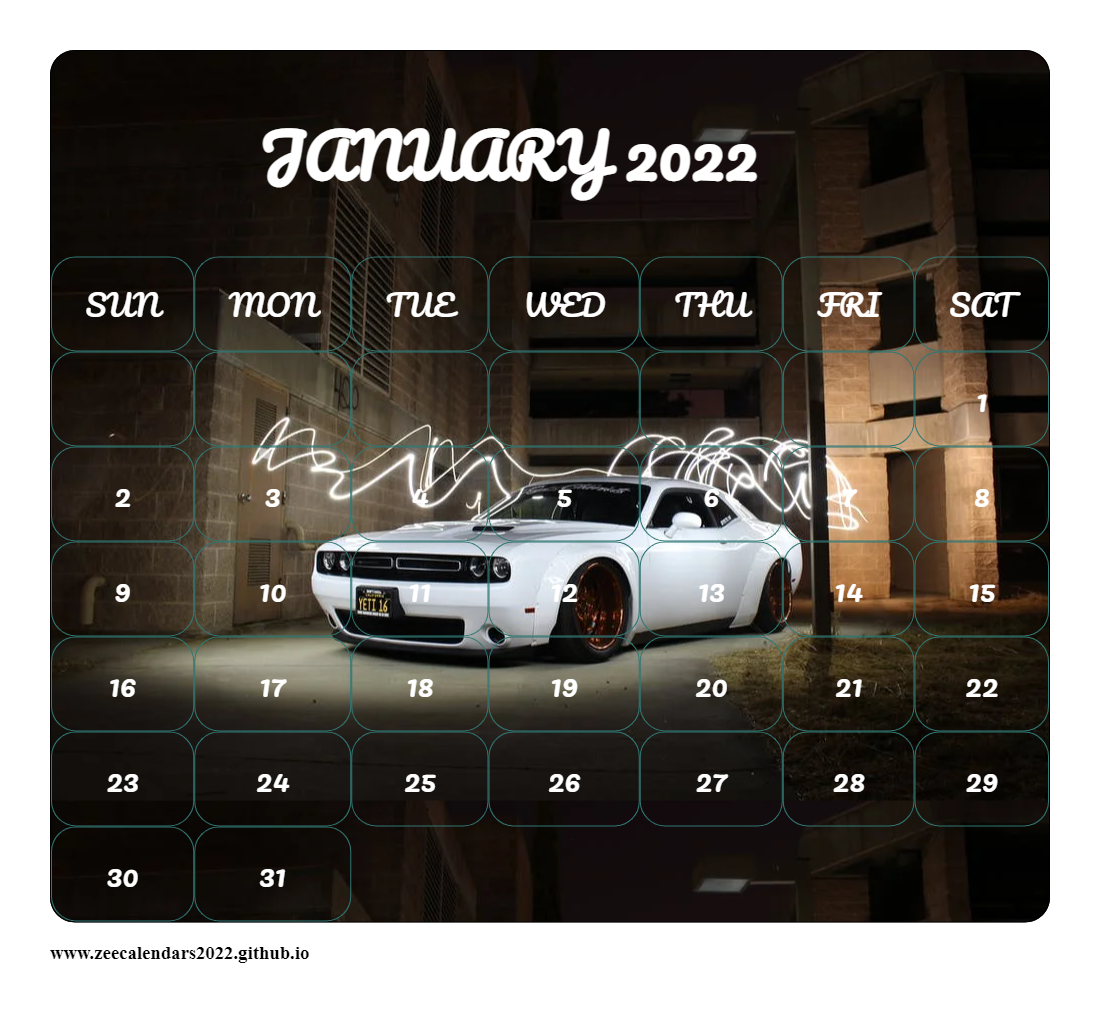 JANUARY 2022
SUN MON TUE WED THU FRI SAT
1
2 3 4 5 6 7 8
9 10 11 12 13 14 15
YETI 16
16 17 18 19 20 21 22
23 24 25 26 27 28 29
30 31
www.zeecalendars2022.github.io